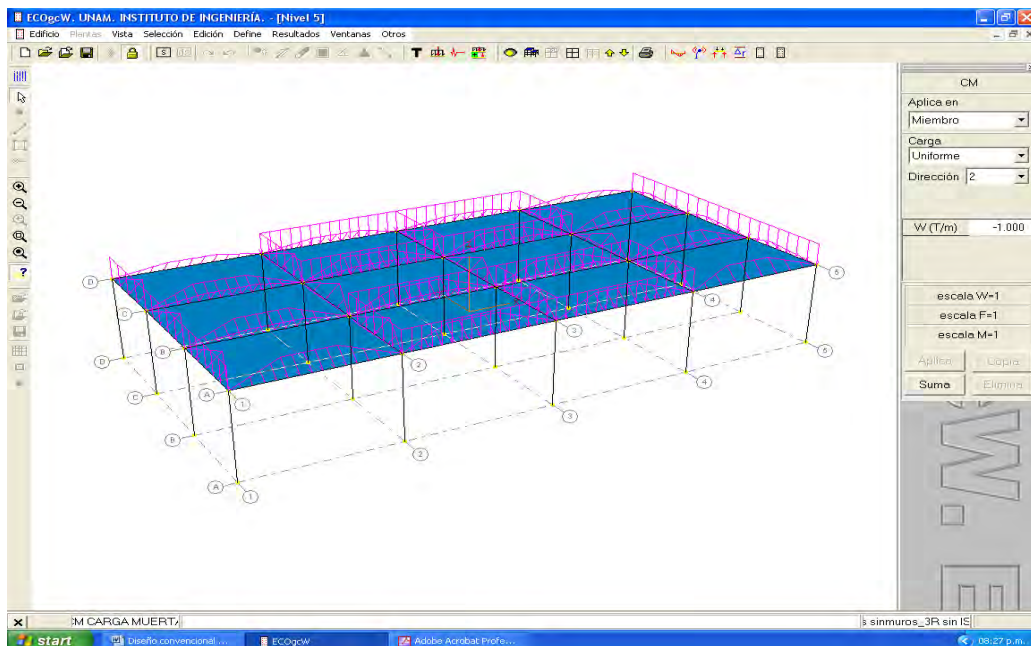 ECOgcW. UNAM. INSTITUTO DE INGENIERÍA. - [Nivel 5]
Edificio Plantas Vista Selección Edición Define Resultados Ventanas Otros
CM
Aplica en
Miembro
Carga
Uniforme
Dirección 2
W (T/m) -1.000
escala W=1
escala F=1
escala M=1
Aplica Copia
Suma Elimina
D
C
B
A
1
2
3
4
5
D
C
B
A
1
2
3
4
5
W. E
CM CARGA MUERTA
s sinmuros_3R sin IS
start Diseño convencional ... ECOgcW Adobe Acrobat Profe... 08:27 p.m.